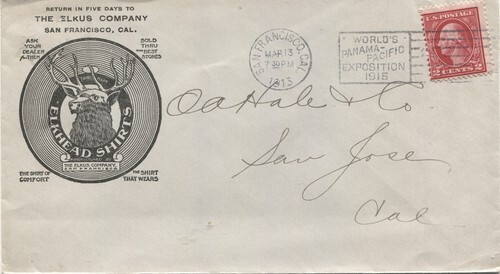 RETURN IN FIVE DAYS TO
THE ELKUS COMPANY
SAN FRANCISCO, CAL.
ASK YOUR DEALER FOR THEM
SOLD THRU THE BEST STORES
ELKHEAD SHIRTS
THE ELKUS COMPANY.
SAN FRANCISCO
THE SHIRT OF COMFORT
THE SHIRT THAT WEARS
SAN FRANCISCO, CAL.
MAR 13
7 30 PM
1913
WORLD'S
PANAMA-PACIFIC
EXPOSITION
1915
U.S. POSTAGE
2 CENTS 2
O A Hale & Co
San Jose
Cal